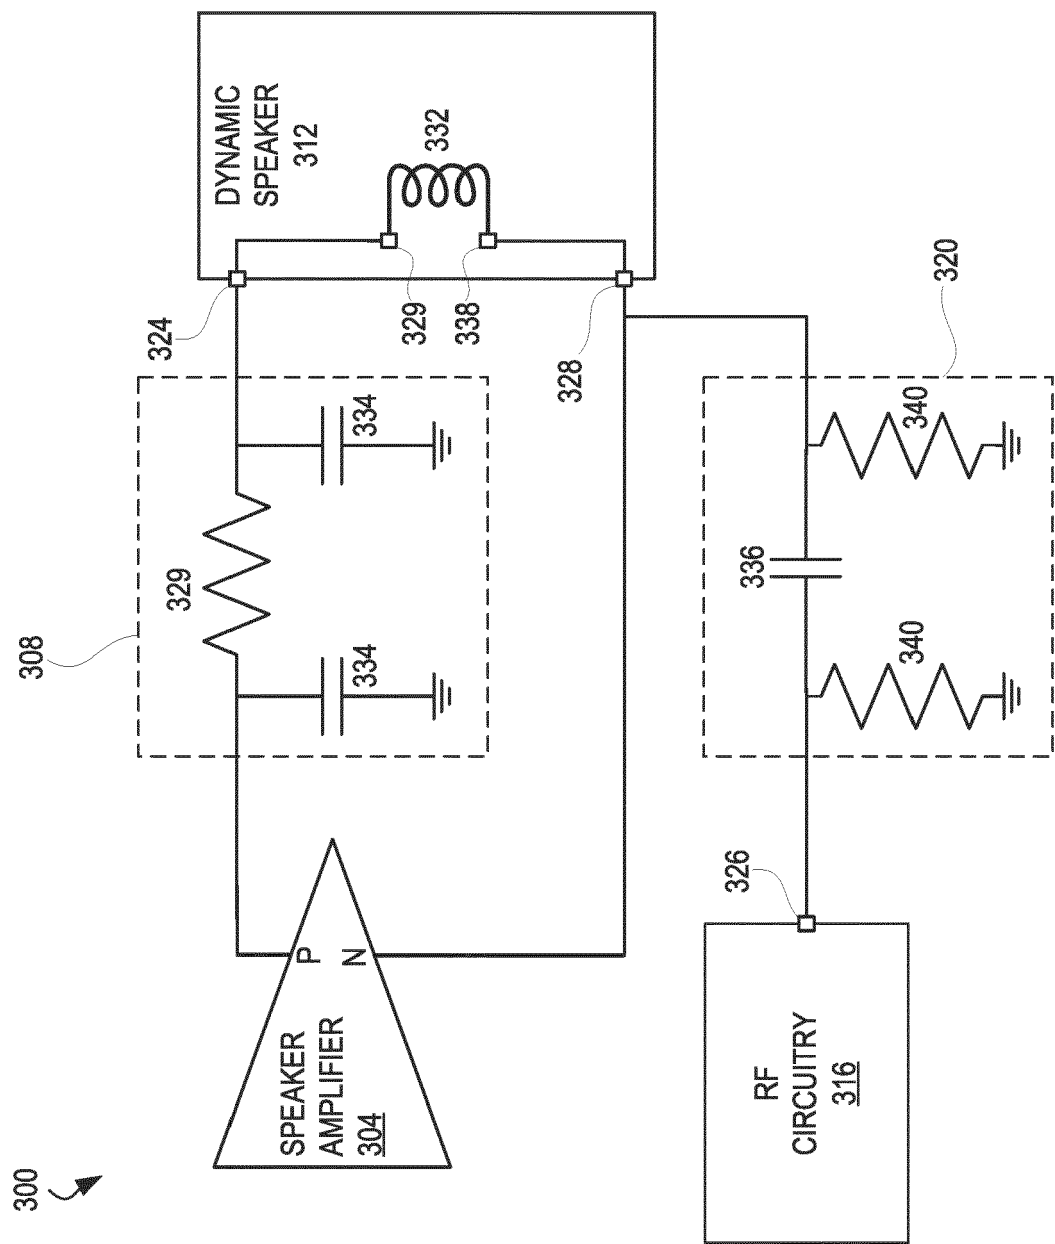 300
SPEAKER
AMPLIFIER
304
P
N
308
329
334
334
324
DYNAMIC
SPEAKER
312
332
329
338
328
RF
CIRCUITRY
316
326
336
340
340
320